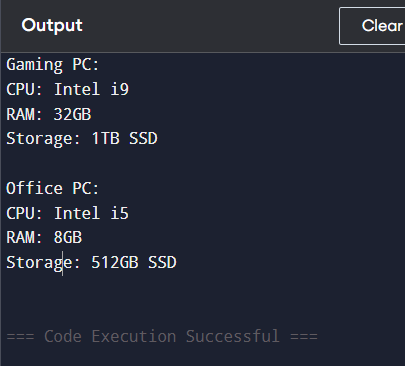 Output
Clear
Gaming PC:
CPU: Intel i9
RAM: 32GB
Storage: 1TB SSD
Office PC:
CPU: Intel i5
RAM: 8GB
Storage: 512GB SSD
=== Code Execution Successful ===